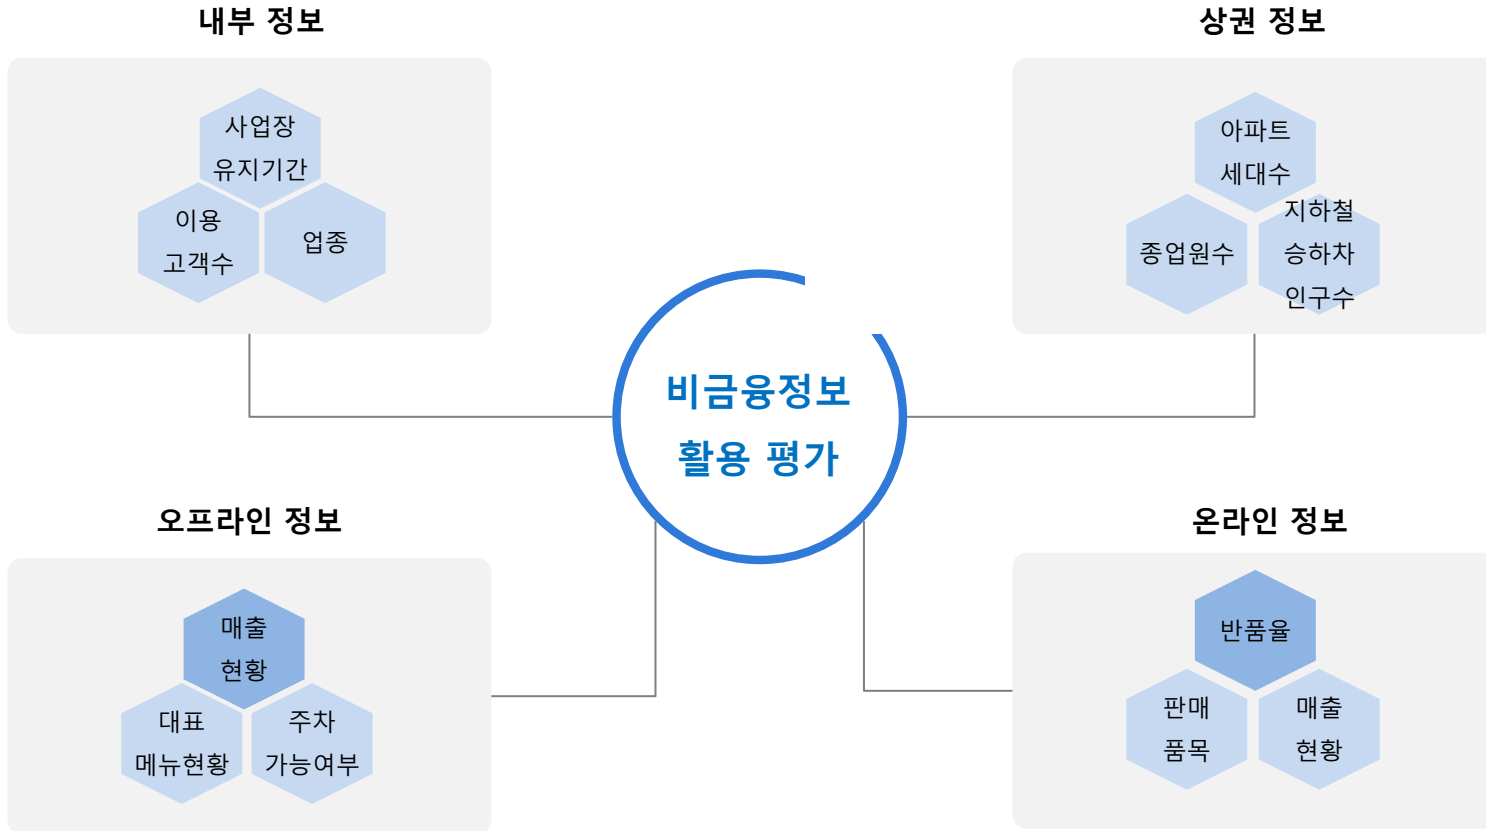 내부 정보
사업장
유지기간
이용
고객수
업종
상권 정보
아파트
세대수
종업원수
지하철
승하차
인구수
비금융정보
활용 평가
오프라인 정보
매출
현황
대표
메뉴현황
주차
가능여부
온라인 정보
반품율
판매
품목
매출
현황